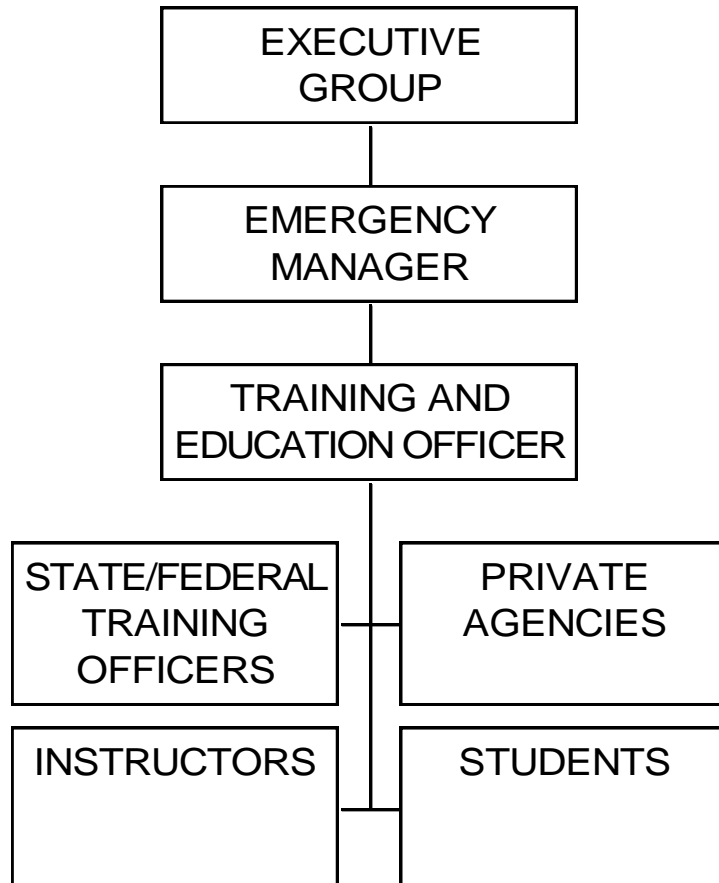 EXECUTIVE
GROUP
EMERGENCY
MANAGER
TRAINING AND
EDUCATION OFFICER
STATE/FEDERAL
TRAINING
OFFICERS
PRIVATE
AGENCIES
INSTRUCTORS
STUDENTS